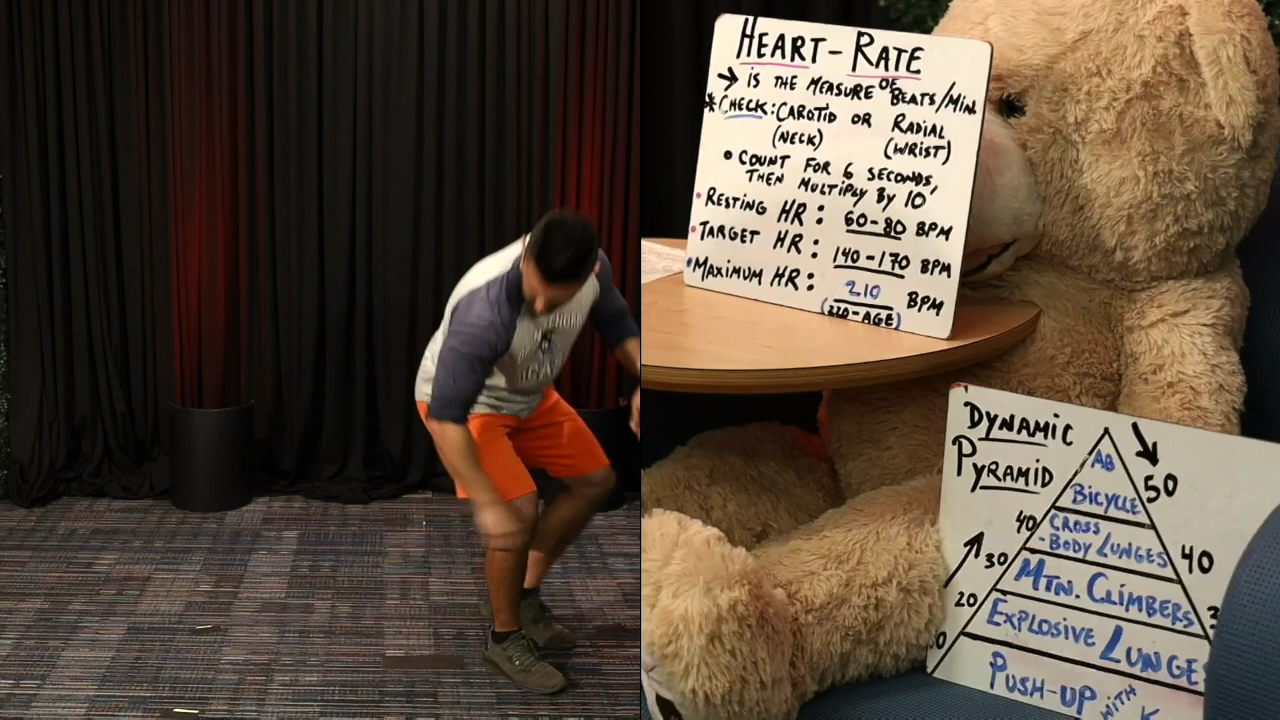 HEART-RATE
→ IS THE MEASURE OF BEATS/MIN.
*CHECK: CAROTID OR RADIAL
(NECK) (WRIST)
• COUNT FOR 6 SECONDS,
THEN MULTIPLY BY 10
• RESTING HR: 60-80 BPM
• TARGET HR: 140-170 BPM
• MAXIMUM HR: 210 BPM
(220-AGE)
DYNAMIC
PYRAMID
AB
BICYCLE 50
40 CROSS
-BODY LUNGES 40
30 MTN. CLIMBERS
20 EXPLOSIVE LUNGE
PUSH-UP WITH